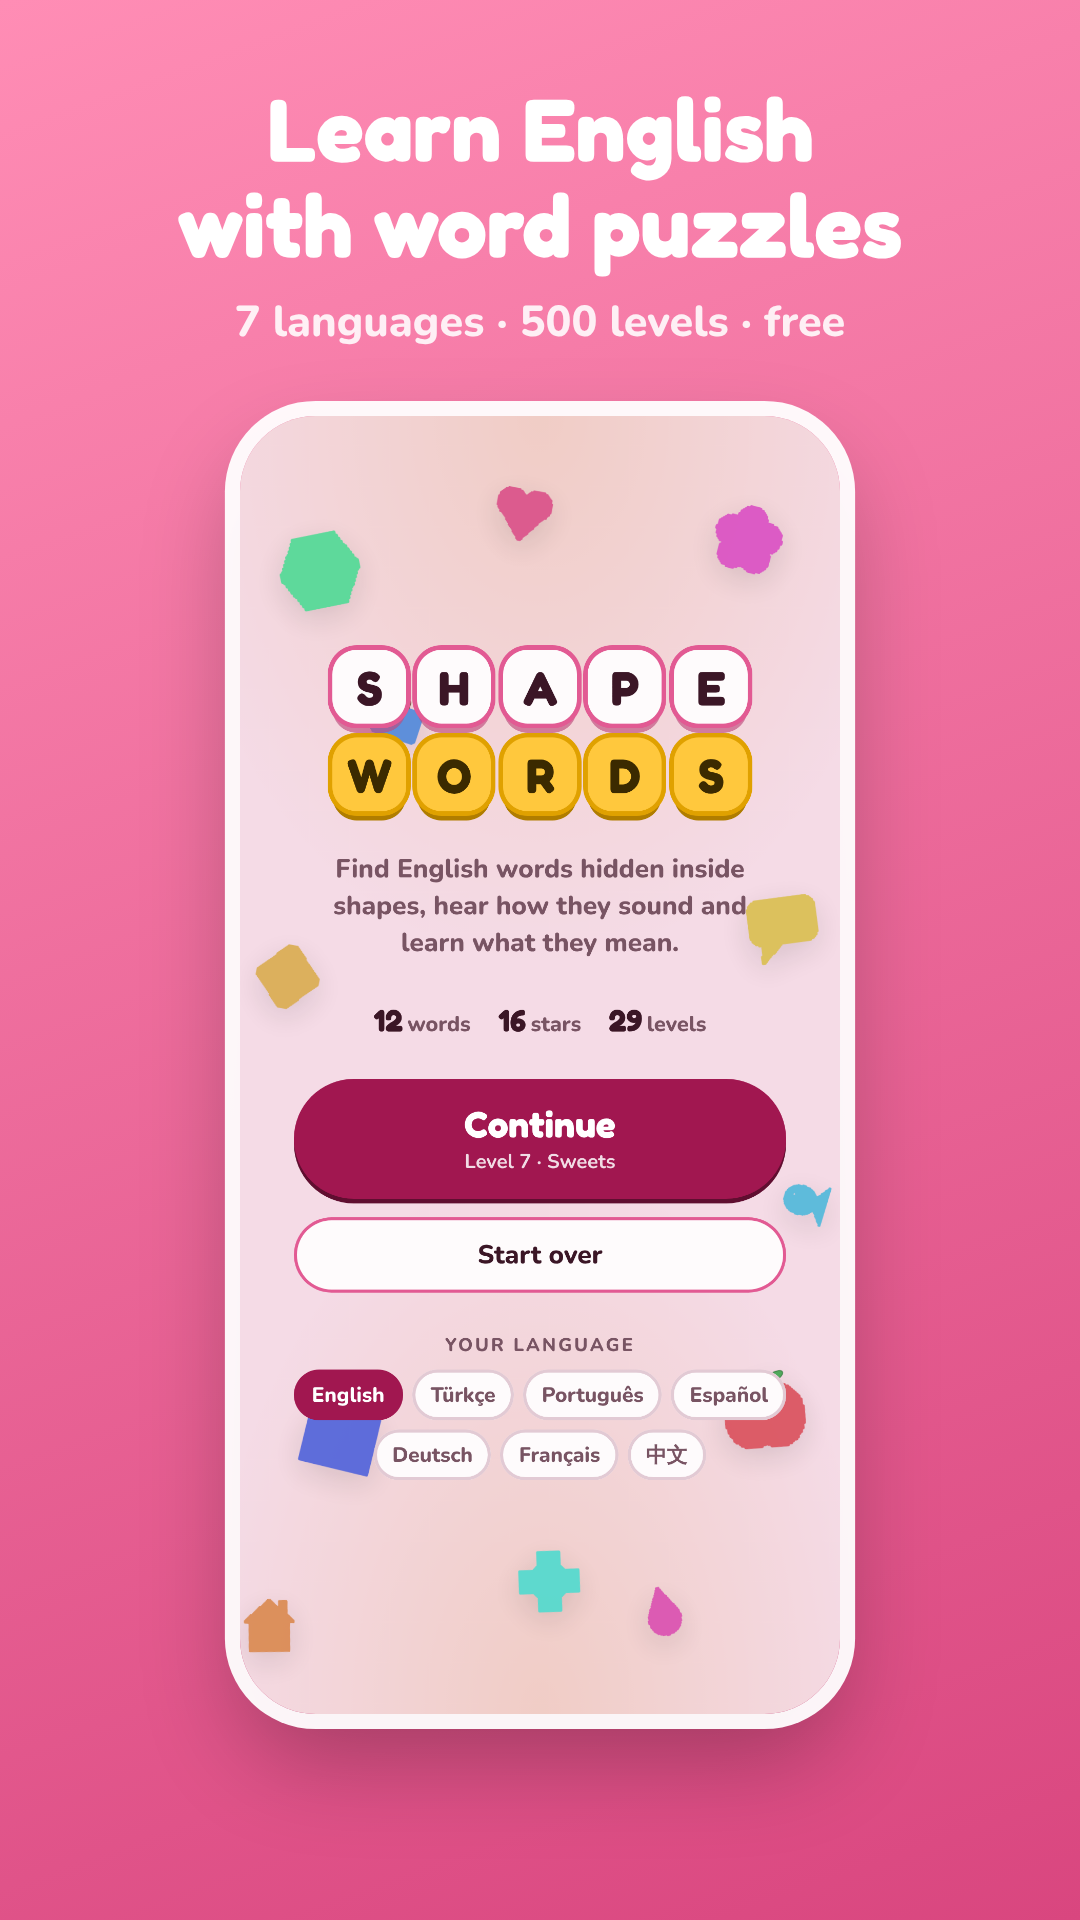 Learn English
with word puzzles
7 languages · 500 levels · free
SHAPE
WORDS
Find English words hidden inside
shapes, hear how they sound and
learn what they mean.
12 words 16 stars 29 levels
Continue
Level 7 · Sweets
Start over
YOUR LANGUAGE
English Türkçe Português Español
Deutsch Français 中文